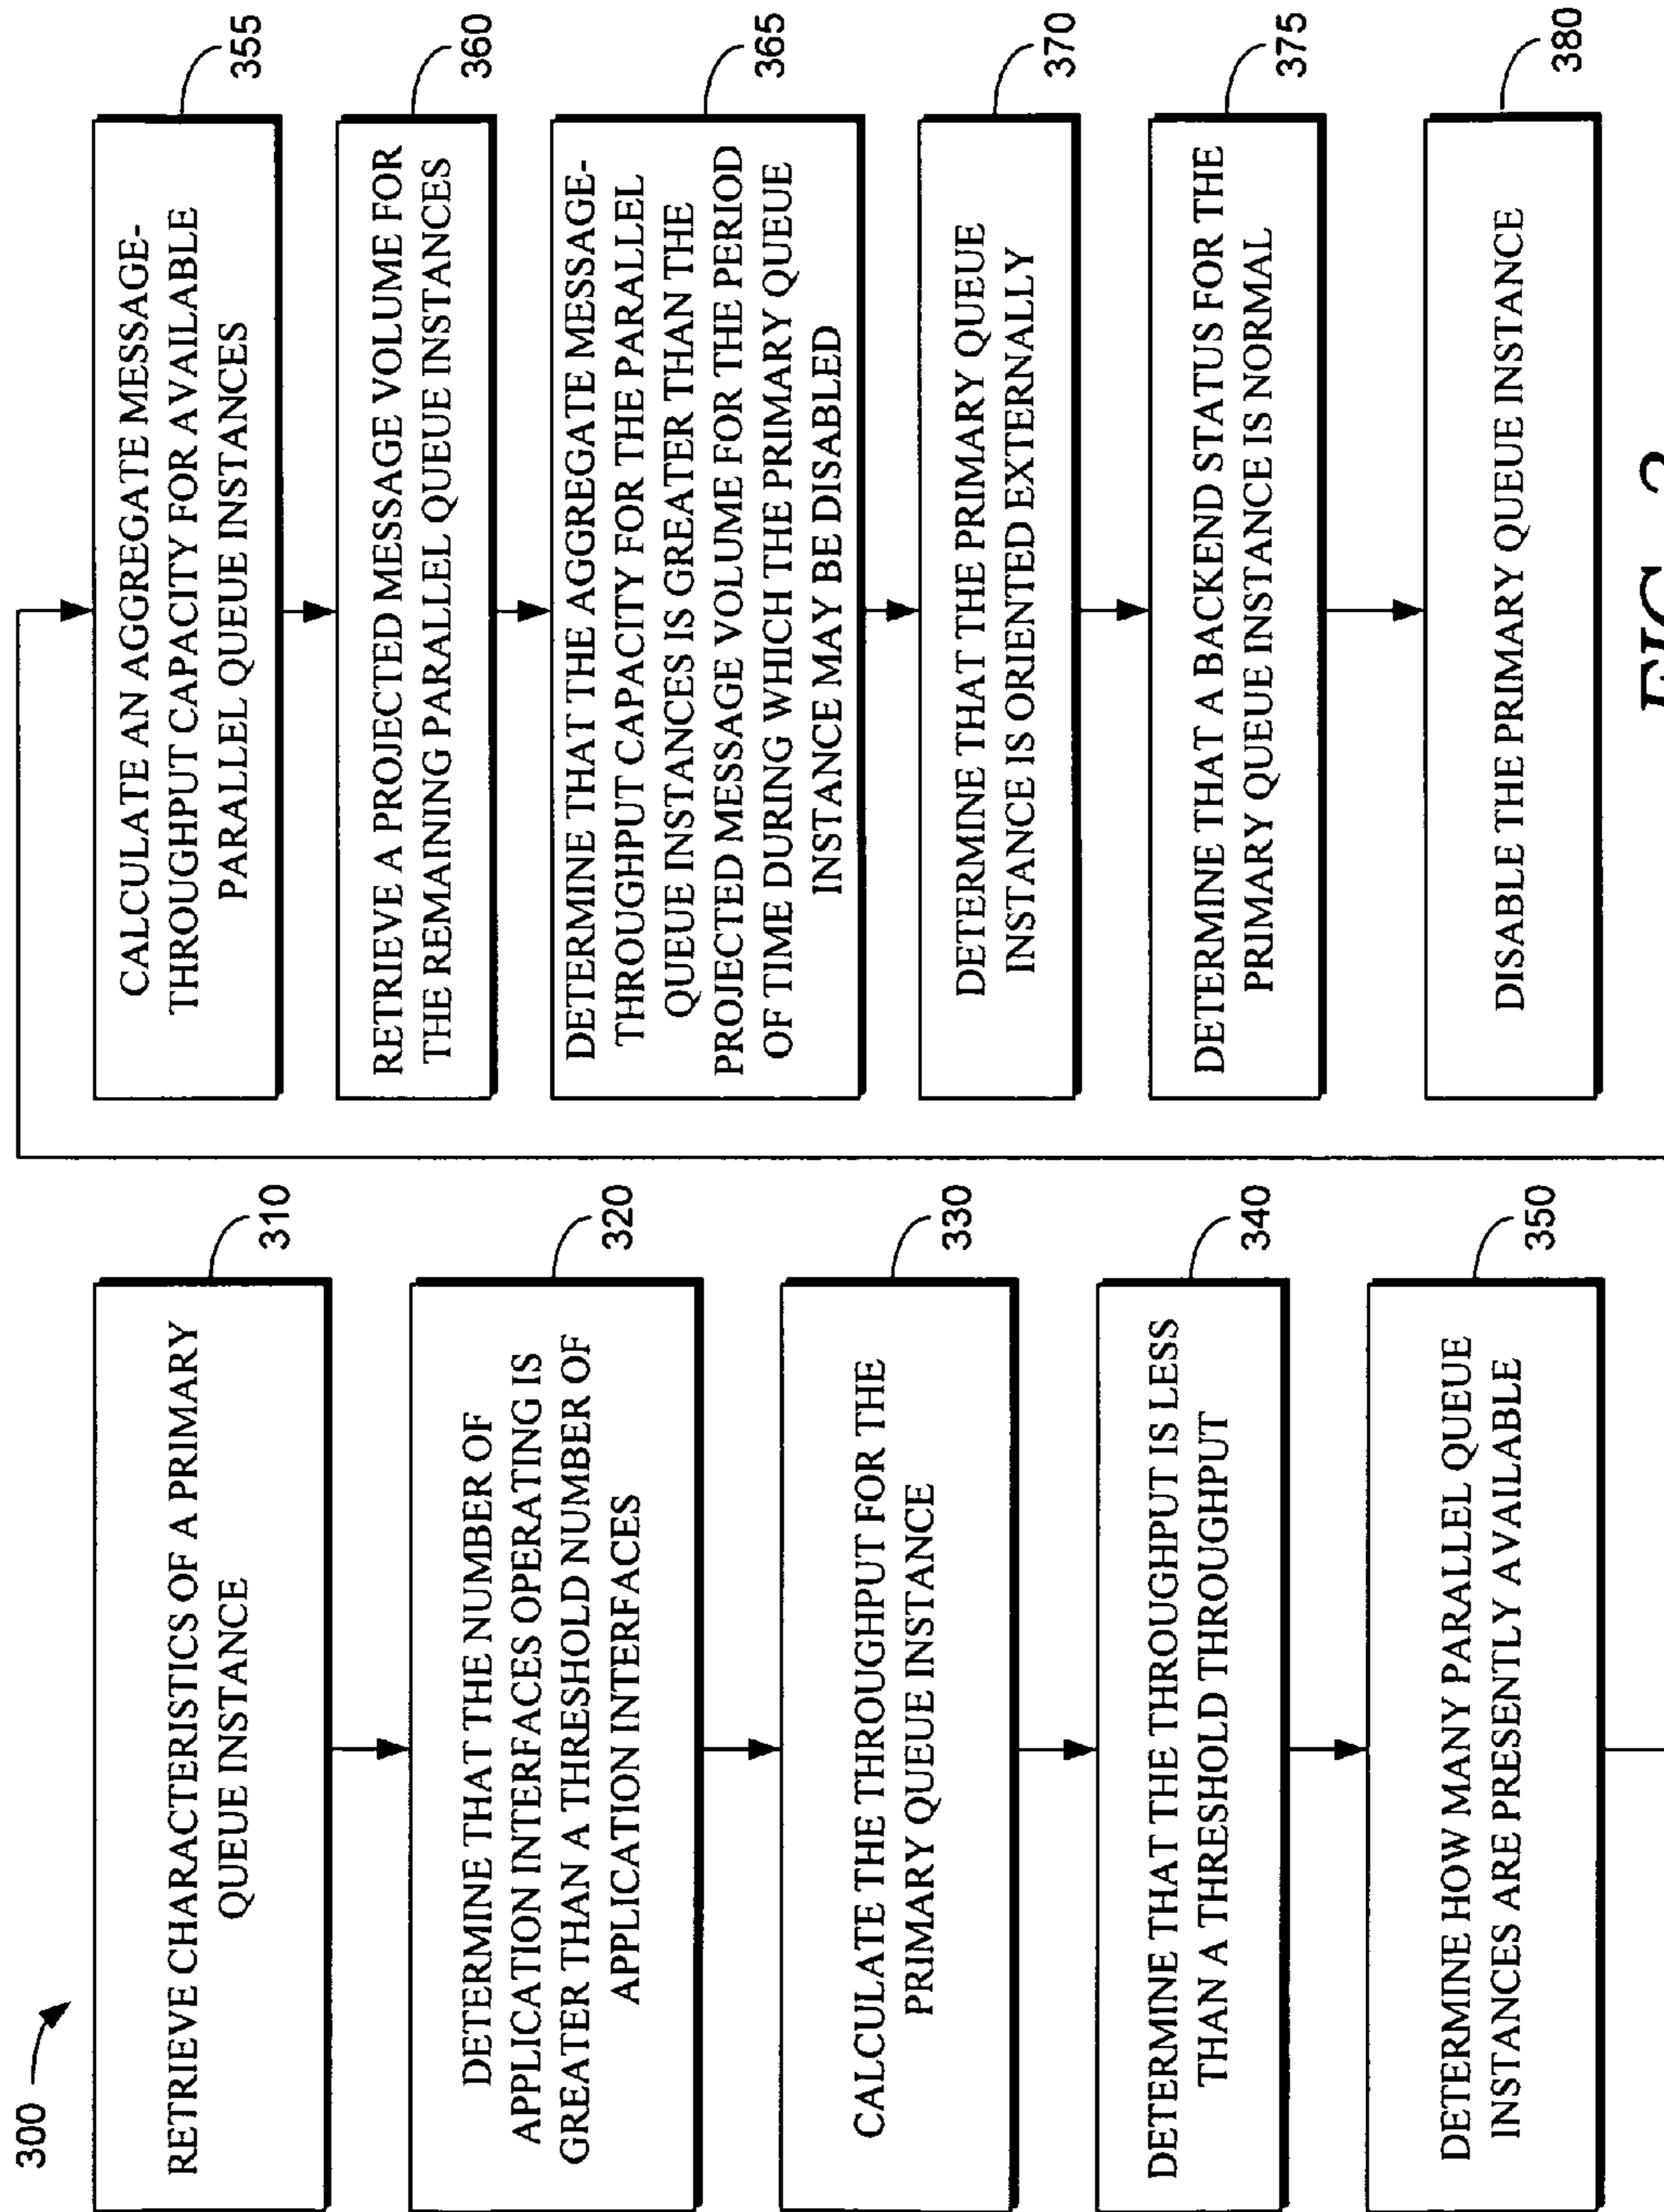 300
RETRIEVE CHARACTERISTICS OF A PRIMARY
QUEUE INSTANCE
310
DETERMINE THAT THE NUMBER OF
APPLICATION INTERFACES OPERATING IS
GREATER THAN A THRESHOLD NUMBER OF
APPLICATION INTERFACES
320
CALCULATE THE THROUGHPUT FOR THE
PRIMARY QUEUE INSTANCE
330
DETERMINE THAT THE THROUGHPUT IS LESS
THAN A THRESHOLD THROUGHPUT
340
DETERMINE HOW MANY PARALLEL QUEUE
INSTANCES ARE PRESENTLY AVAILABLE
350
CALCULATE AN AGGREGATE MESSAGE-
THROUGHPUT CAPACITY FOR AVAILABLE
PARALLEL QUEUE INSTANCES
355
RETRIEVE A PROJECTED MESSAGE VOLUME FOR
THE REMAINING PARALLEL QUEUE INSTANCES
360
DETERMINE THAT THE AGGREGATE MESSAGE-
THROUGHPUT CAPACITY FOR THE PARALLEL
QUEUE INSTANCES IS GREATER THAN THE
PROJECTED MESSAGE VOLUME FOR THE PERIOD
OF TIME DURING WHICH THE PRIMARY QUEUE
INSTANCE MAY BE DISABLED
365
DETERMINE THAT THE PRIMARY QUEUE
INSTANCE IS ORIENTED EXTERNALLY
370
DETERMINE THAT A BACKEND STATUS FOR THE
PRIMARY QUEUE INSTANCE IS NORMAL
375
DISABLE THE PRIMARY QUEUE INSTANCE
380
FIG.